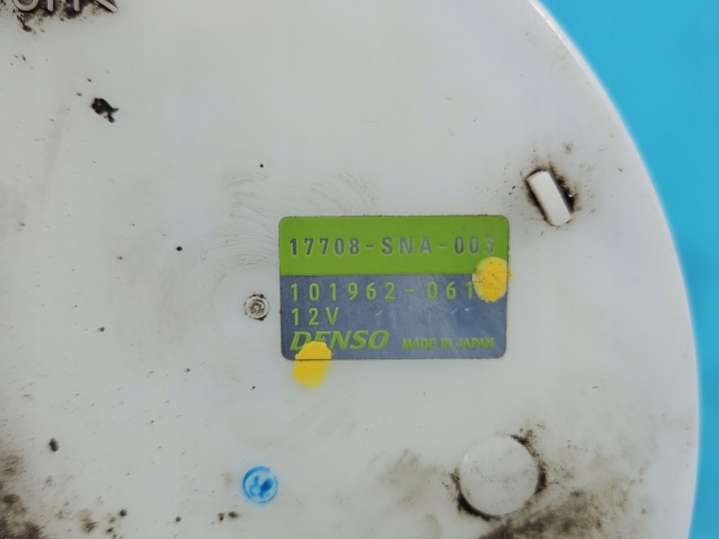 17708-SNA-003
101962-061
12V
DENSO MADE IN JAPAN